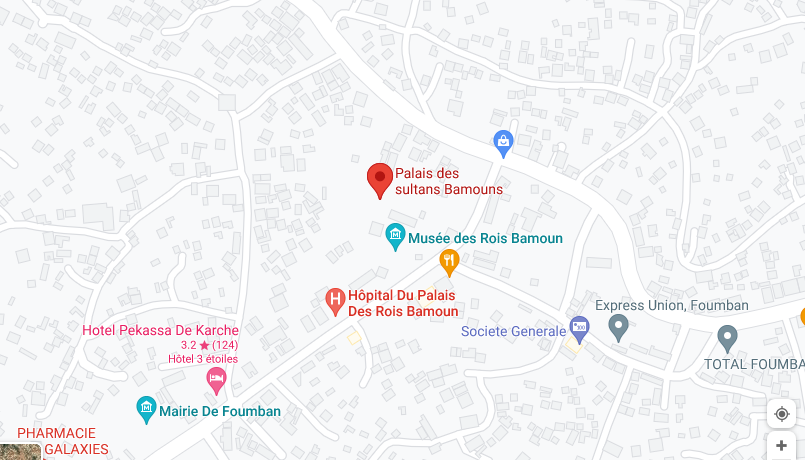 Palais des
sultans Bamouns
Musée des Rois Bamoun
Hôpital Du Palais
Des Rois Bamoun
Express Union, Foumban
Hotel Pekassa De Karche
3.2 ★ (124)
Hôtel 3 étoiles
Societe Generale
TOTAL FOUMBA
Mairie De Foumban
PHARMACIE
GALAXIES